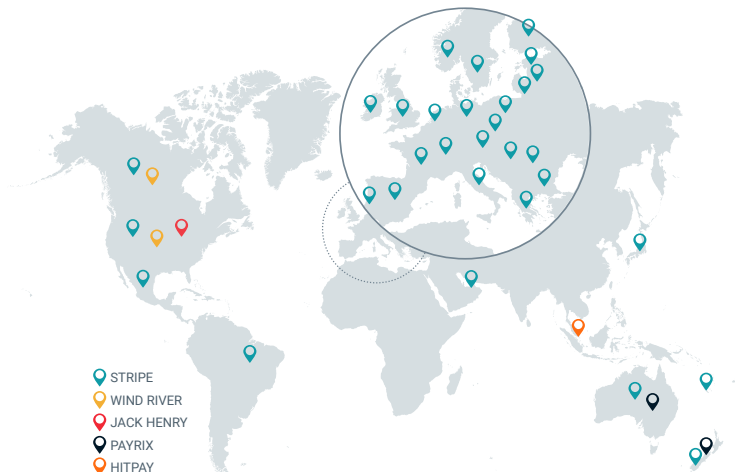 STRIPE
WIND RIVER
JACK HENRY
PAYRIX
HITPAY